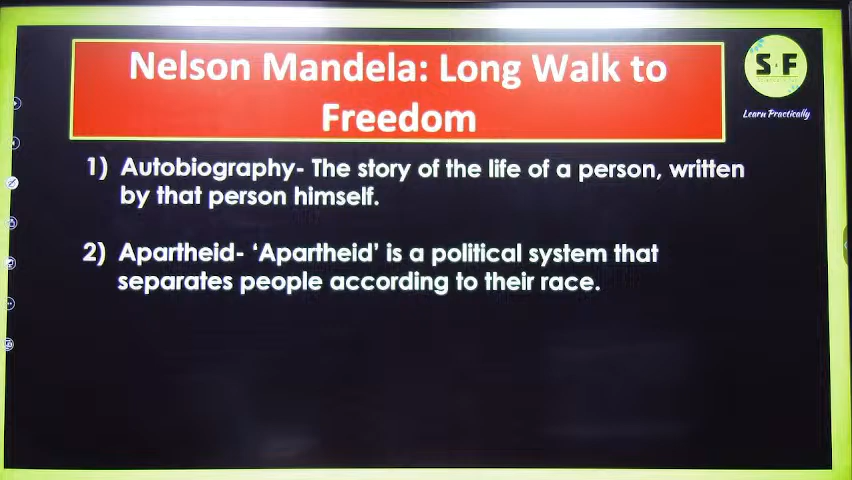 Nelson Mandela: Long Walk to
Freedom
S F
Learn Practically
1) Autobiography- The story of the life of a person, written
by that person himself.
2) Apartheid- ‘Apartheid’ is a political system that
separates people according to their race.